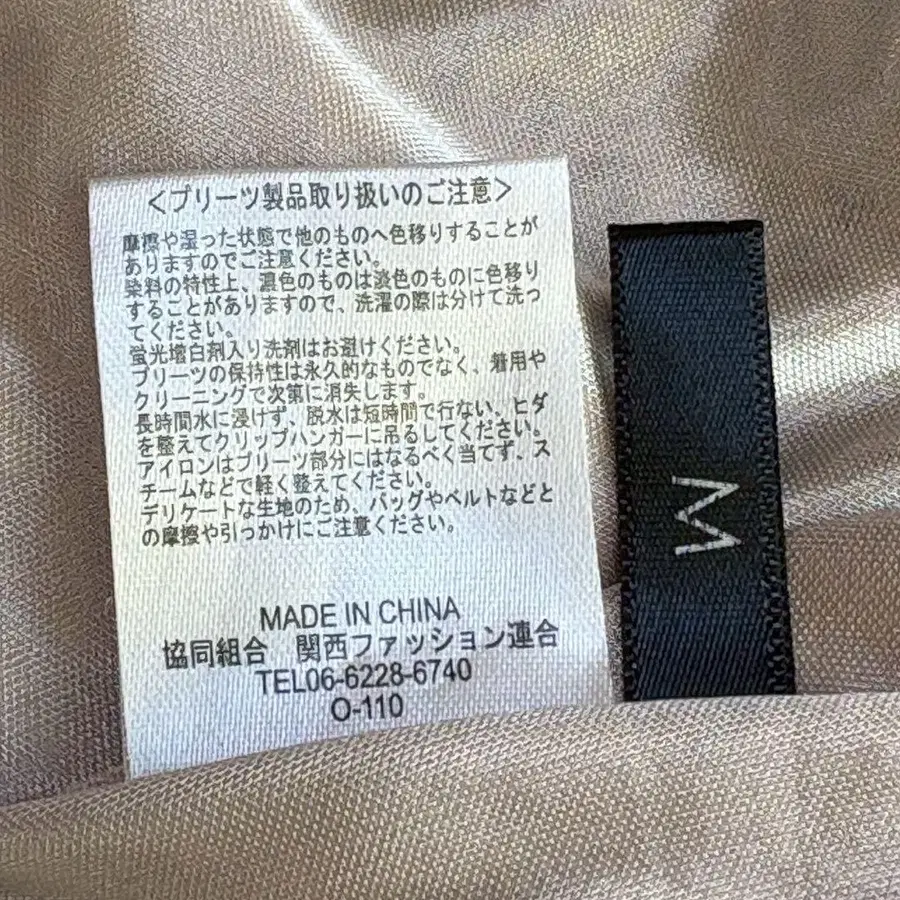 ＜プリーツ製品取り扱いのご注意＞
摩擦や湿った状態で他のものへ色移りすることが
ありますのでご注意ください。
染料の特性上、濃色のものは淡色のものに色移り
することがありますので、洗濯の際は分けて洗っ
てください。
蛍光増白剤入り洗剤はお避けください。
プリーツの保持性は永久的なものでなく、着用や
クリーニングで次第に消失します。
長時間水に浸けず、脱水は短時間で行ない、ヒダ
を整えてクリップハンガーに吊るしてください。
アイロンはプリーツ部分にはなるべく当てず、ス
チームなどで軽く整えてください。
デリケートな生地のため、バッグやベルトなどと
の摩擦や引っかけにご注意ください。
MADE IN CHINA
協同組合　関西ファッション連合
TEL06-6228-6740
O-110
M